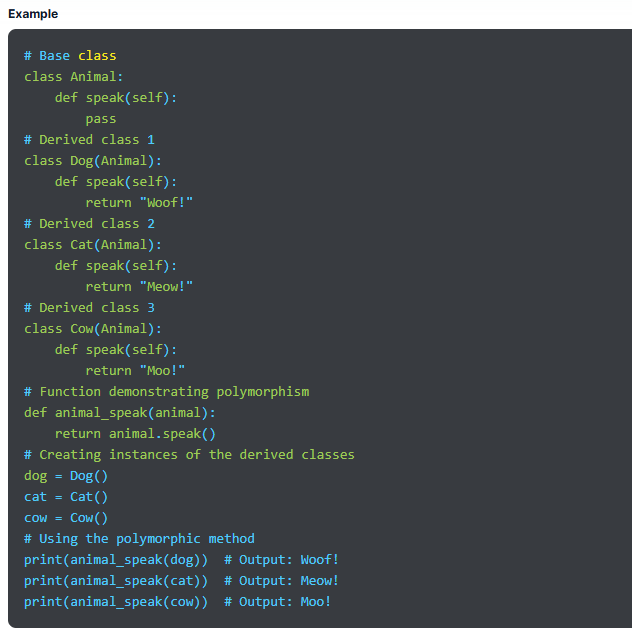 Example
# Base class
class Animal:
    def speak(self):
        pass
# Derived class 1
class Dog(Animal):
    def speak(self):
        return "Woof!"
# Derived class 2
class Cat(Animal):
    def speak(self):
        return "Meow!"
# Derived class 3
class Cow(Animal):
    def speak(self):
        return "Moo!"
# Function demonstrating polymorphism
def animal_speak(animal):
    return animal.speak()
# Creating instances of the derived classes
dog = Dog()
cat = Cat()
cow = Cow()
# Using the polymorphic method
print(animal_speak(dog))  # Output: Woof!
print(animal_speak(cat))  # Output: Meow!
print(animal_speak(cow))  # Output: Moo!